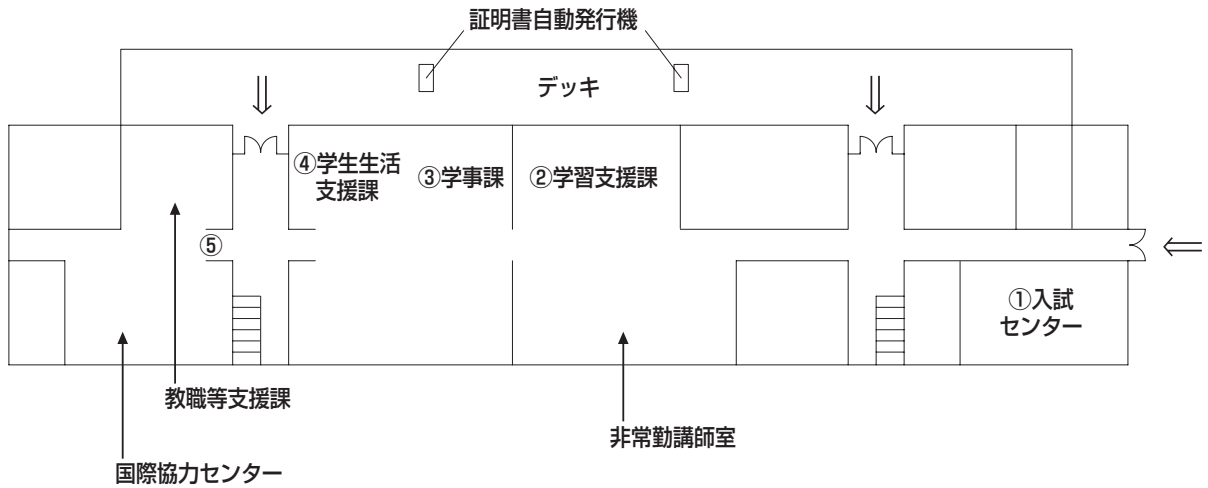 証明書自動発行機
デッキ
④学生生活
支援課
③学事課
②学習支援課
⑤
①入試
センター
教職等支援課
非常勤講師室
国際協力センター